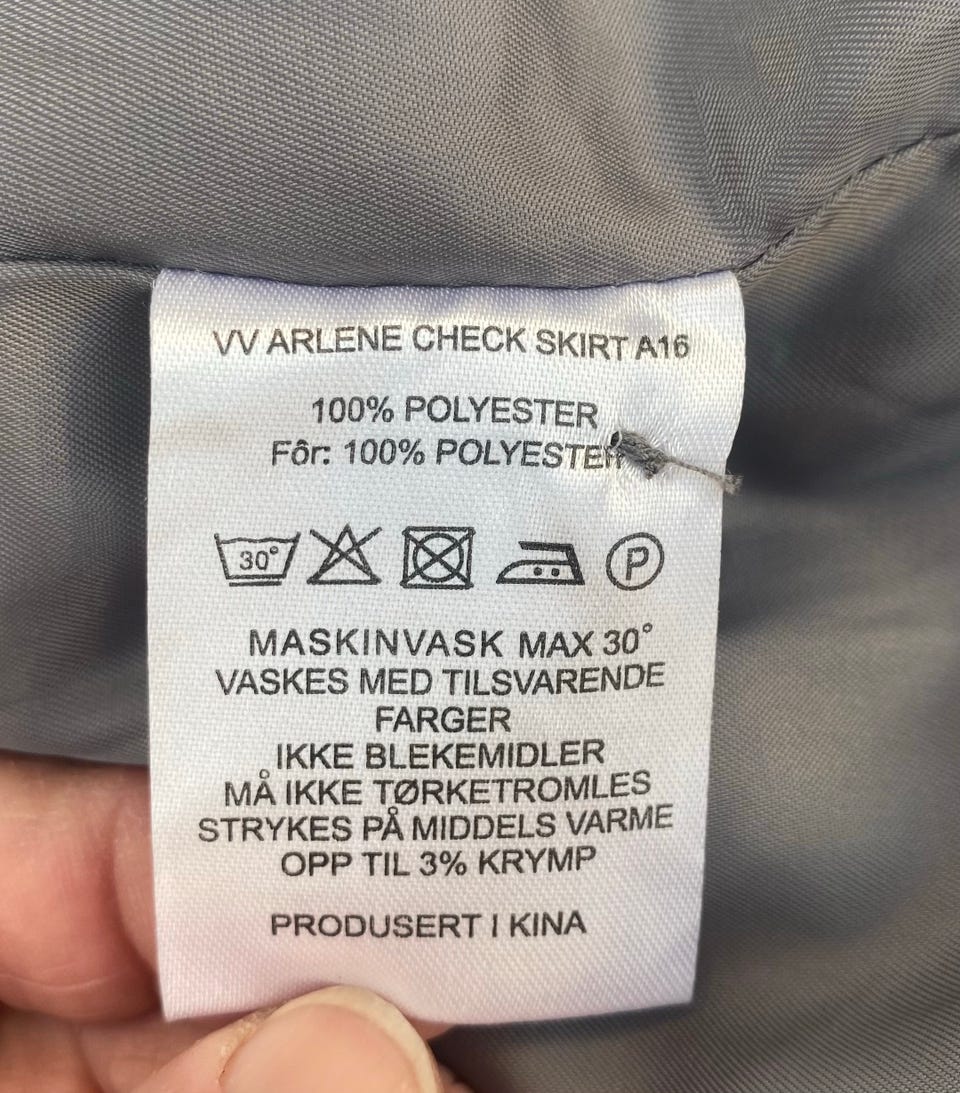 VV ARLENE CHECK SKIRT A16
100% POLYESTER
Fôr: 100% POLYESTER
30°
P
MASKINVASK MAX 30°
VASKES MED TILSVARENDE
FARGER
IKKE BLEKEMIDLER
MÅ IKKE TØRKETROMLES
STRYKES PÅ MIDDELS VARME
OPP TIL 3% KRYMP
PRODUSERT I KINA